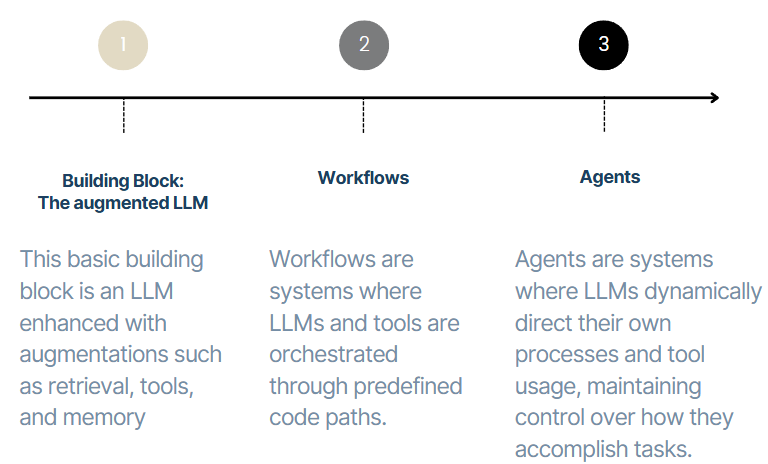 1
2
3
Building Block:
The augmented LLM
Workflows
Agents
This basic building
block is an LLM
enhanced with
augmentations such
as retrieval, tools,
and memory
Workflows are
systems where
LLMs and tools are
orchestrated
through predefined
code paths.
Agents are systems
where LLMs dynamically
direct their own
processes and tool
usage, maintaining
control over how they
accomplish tasks.